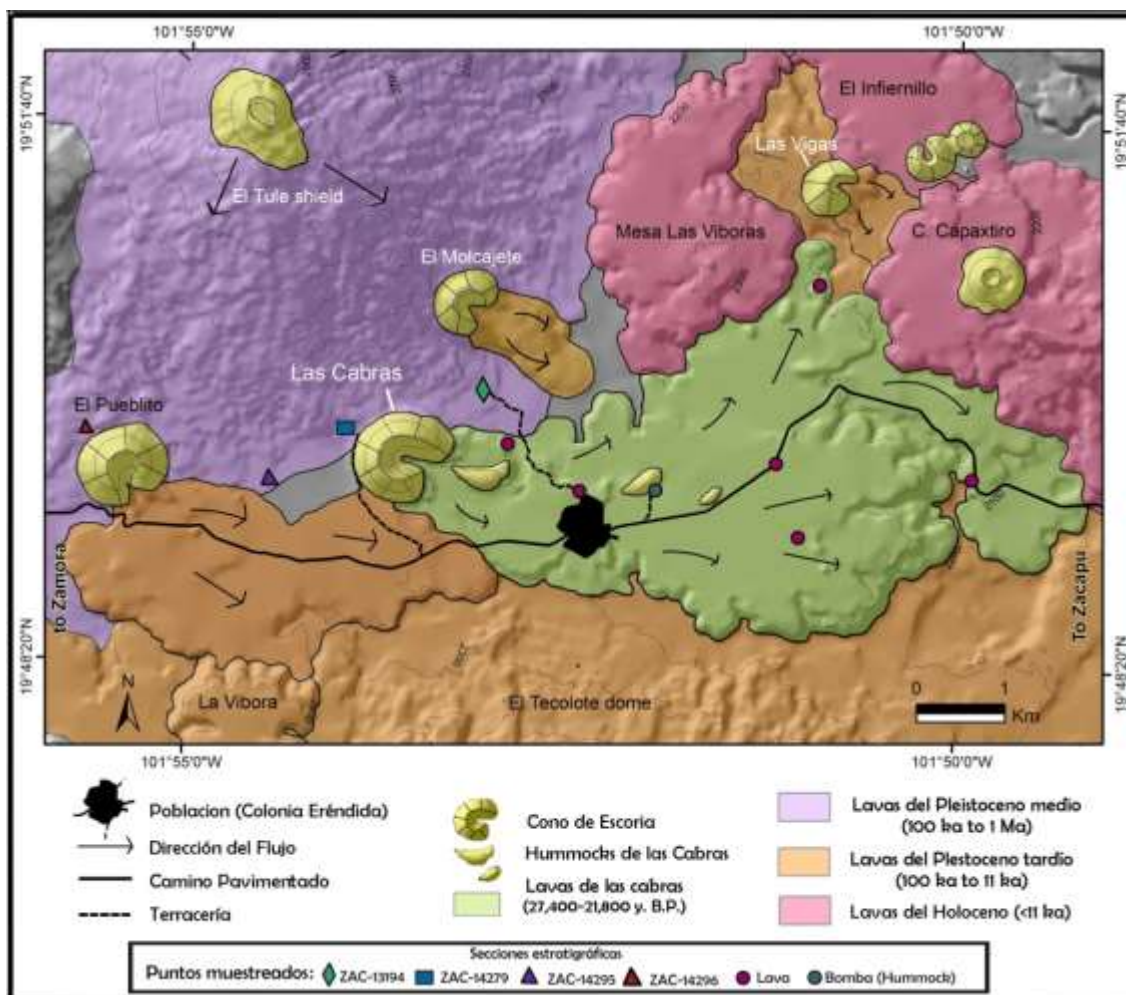 101°55'0"W
101°50'0"W
19°51'40"N
19°51'40"N
El Infiernillo
Las Vigas
El Tule shield
Mesa Las Viboras
C. Capaxtiro
El Molcajete
Las Cabras
El Pueblito
to Zamora
To Zacapu
19°48'20"N
19°48'20"N
N
La Vibora
El Tecolote dome
0 1
Km
101°55'0"W
101°50'0"W
Poblacion (Colonia Eréndida)
Dirección del Flujo
Camino Pavimentado
Terracería
Cono de Escoria
Hummocks de las Cabras
Lavas de las cabras
(27,400-21,800 y. B.P.)
Lavas del Pleistoceno medio
(100 ka to 1 Ma)
Lavas del Plestoceno tardío
(100 ka to 11 ka)
Lavas del Holoceno (<11 ka)
Secciones estratigráficas
Puntos muestreados: ZAC-13194 ZAC-14279 ZAC-14295 ZAC-14296 Lava Bomba (Hummock)